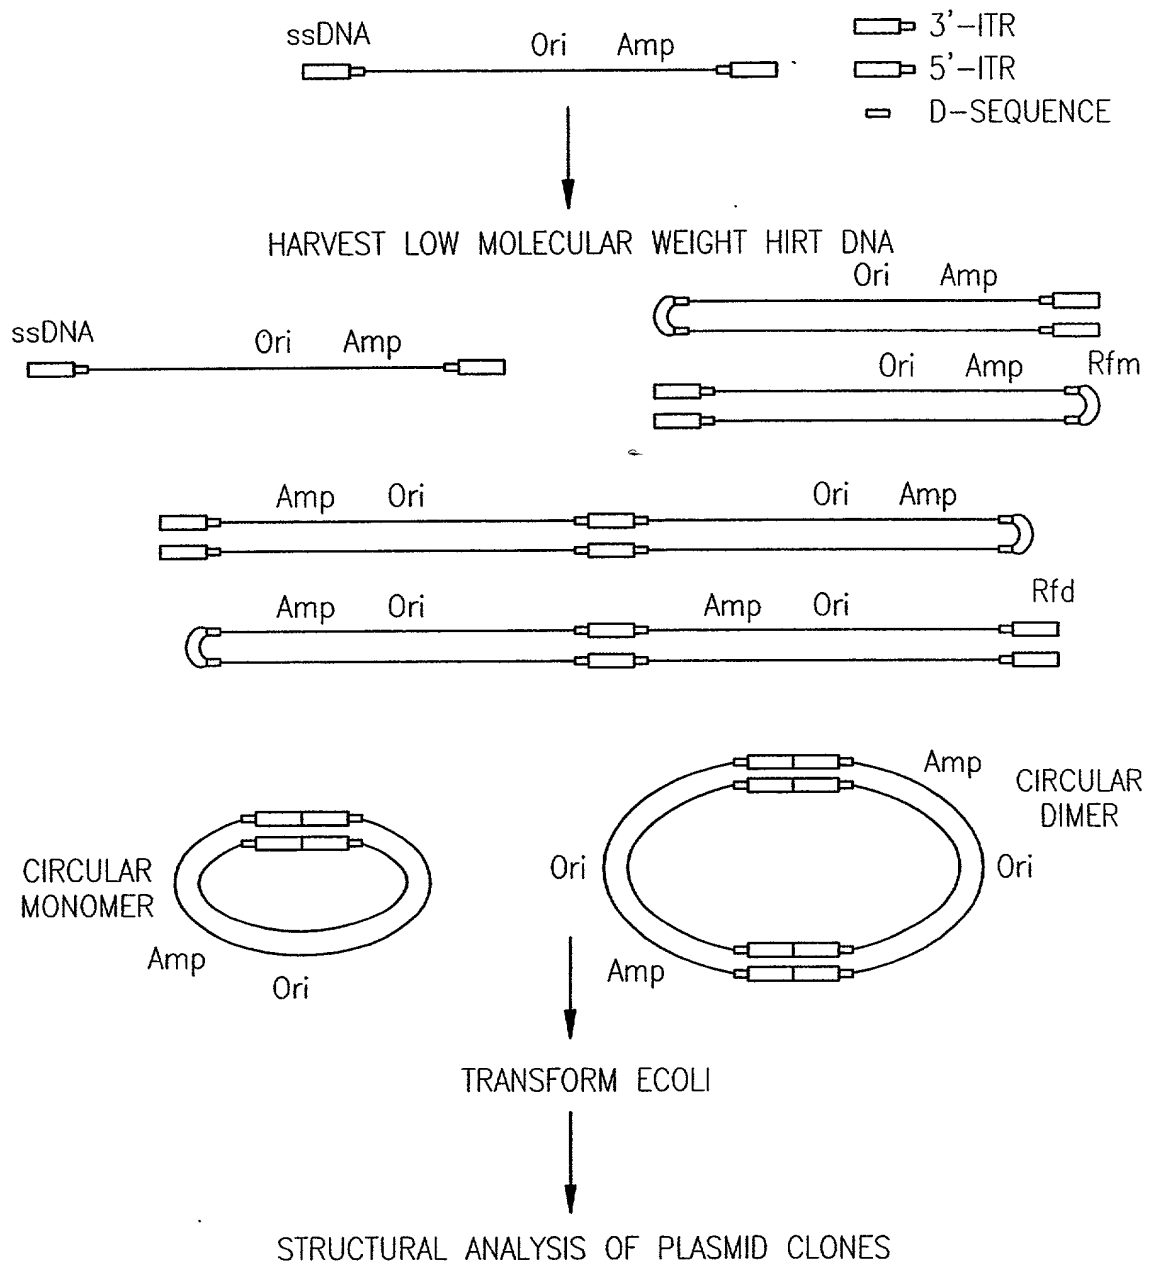 ssDNA
Ori Amp
3'-ITR
5'-ITR
D-SEQUENCE
HARVEST LOW MOLECULAR WEIGHT HIRT DNA
ssDNA
Ori Amp
Ori Amp
Ori Amp Rfm
Amp Ori Ori Amp
Amp Ori Amp Ori Rfd
CIRCULAR
MONOMER
Amp
Ori
Amp
CIRCULAR
DIMER
Ori
Ori
Amp
TRANSFORM ECOLI
STRUCTURAL ANALYSIS OF PLASMID CLONES